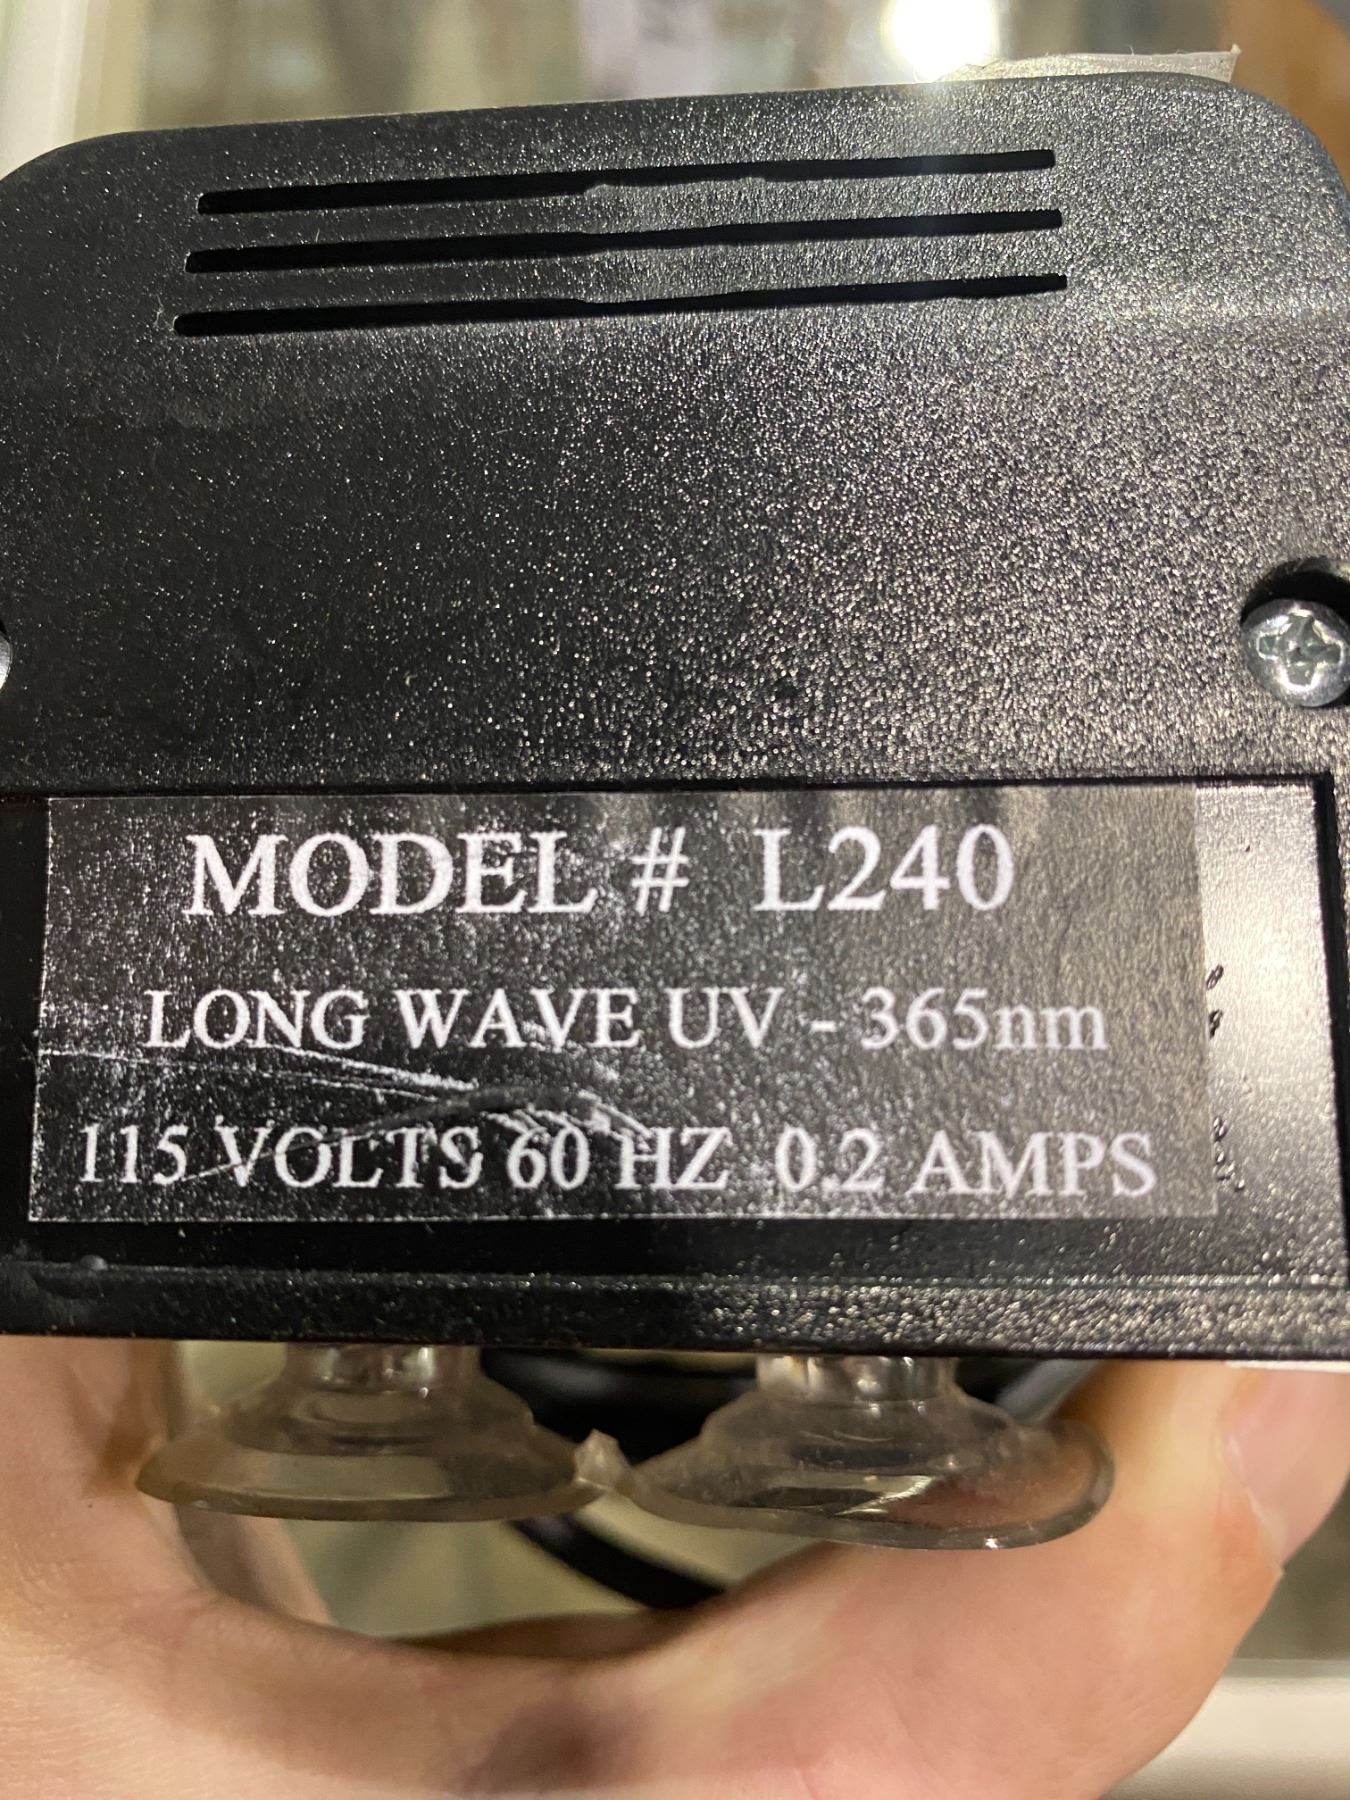 MODEL # L240
LONG WAVE UV - 365nm
115 VOLTS 60 HZ 0.2 AMPS